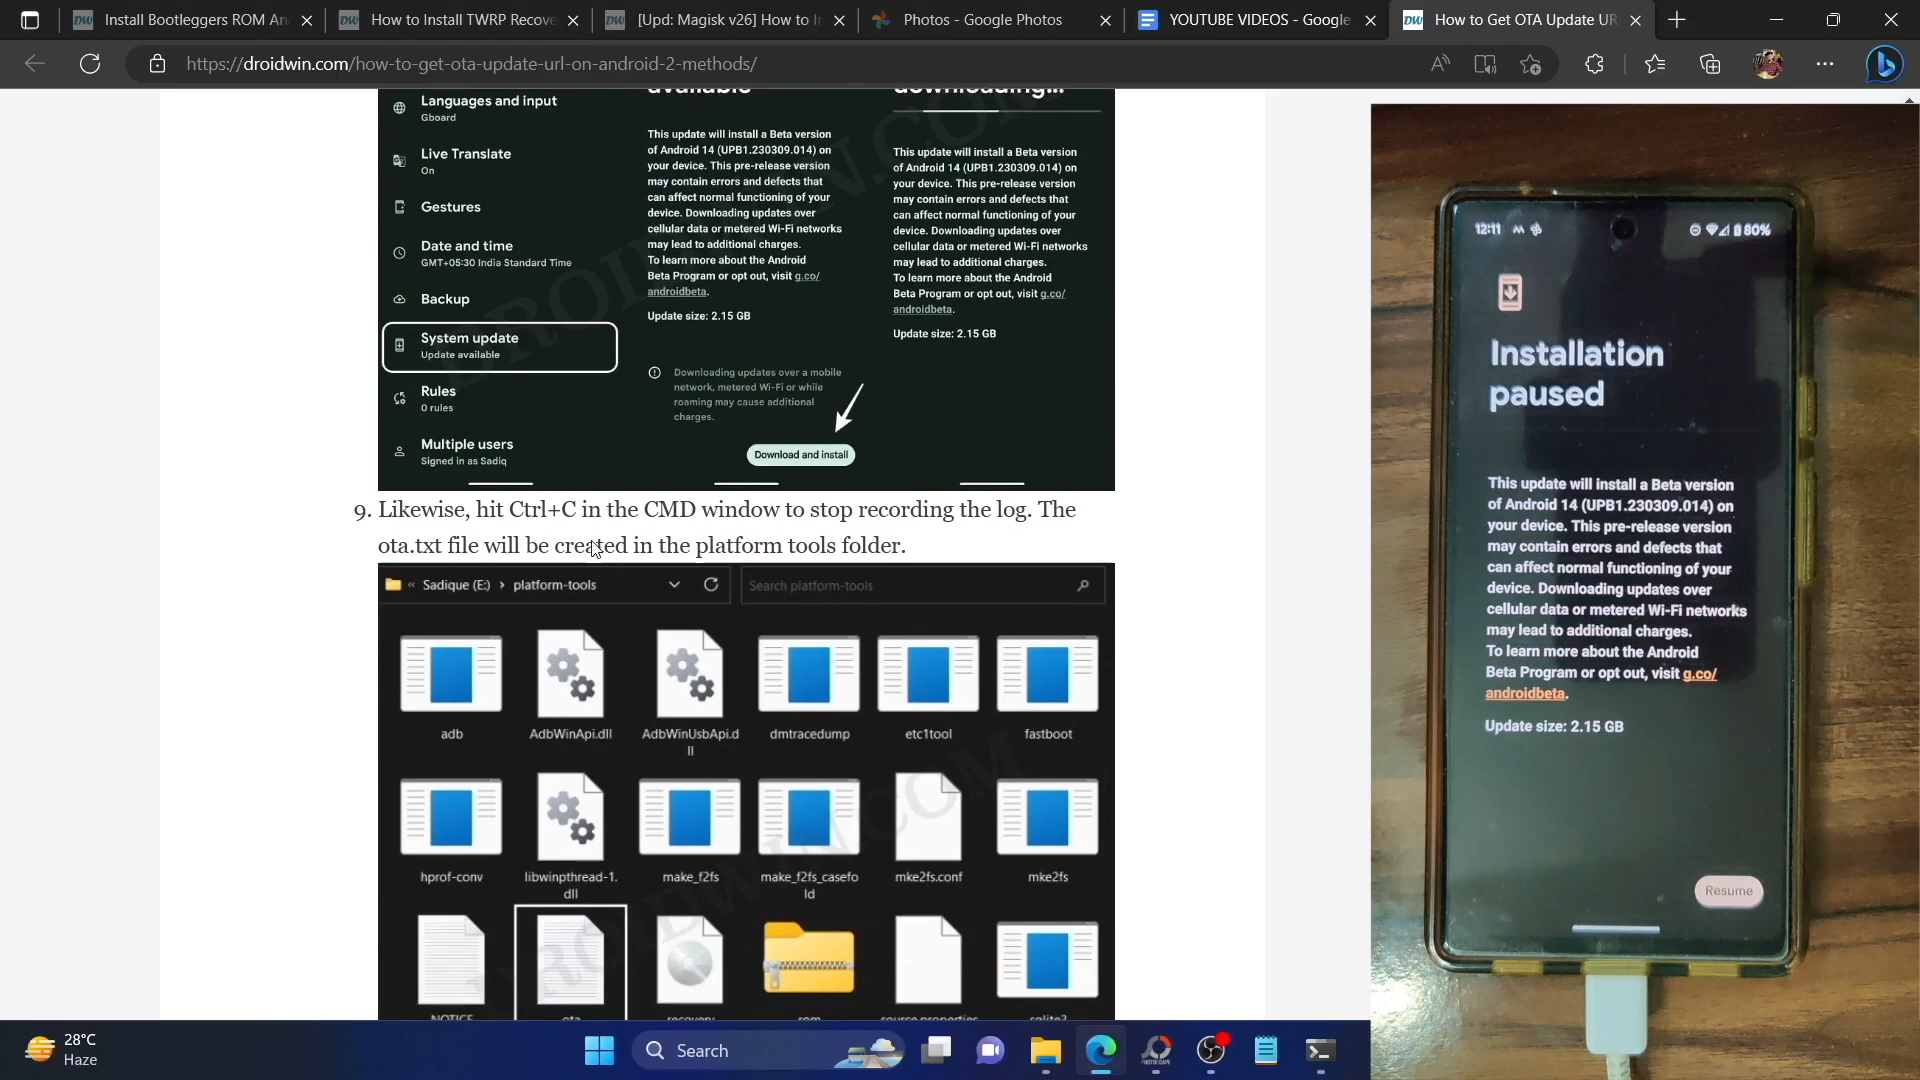 Install Bootleggers ROM An
How to Install TWRP Recove
[Upd: Magisk v26] How to I
Photos - Google Photos
YOUTUBE VIDEOS - Google
How to Get OTA Update UR
https://droidwin.com/how-to-get-ota-update-url-on-android-2-methods/
Languages and input
Gboard
Live Translate
On
Gestures
Date and time
GMT+05:30 India Standard Time
Backup
System update
Update available
Rules
0 rules
Multiple users
Signed in as Sadiq
available
This update will install a Beta version
of Android 14 (UPB1.230309.014) on
your device. This pre-release version
may contain errors and defects that
can affect normal functioning of your
device. Downloading updates over
cellular data or metered Wi-Fi networks
may lead to additional charges.
To learn more about the Android
Beta Program or opt out, visit g.co/
androidbeta.
Update size: 2.15 GB
Downloading updates over a mobile
network, metered Wi-Fi or while
roaming may cause additional
charges.
Download and install
downloading...
This update will install a Beta version
of Android 14 (UPB1.230309.014) on
your device. This pre-release version
may contain errors and defects that
can affect normal functioning of your
device. Downloading updates over
cellular data or metered Wi-Fi networks
may lead to additional charges.
To learn more about the Android
Beta Program or opt out, visit g.co/
androidbeta.
Update size: 2.15 GB
9. Likewise, hit Ctrl+C in the CMD window to stop recording the log. The
ota.txt file will be created in the platform tools folder.
« Sadique (E:) > platform-tools
Search platform-tools
adb
AdbWinApi.dll
AdbWinUsbApi.d
ll
dmtracedump
etc1tool
fastboot
hprof-conv
libwinpthread-1.
dll
make_f2fs
make_f2fs_casefo
ld
mke2fs.conf
mke2fs
NOTICE
ota
recovery
rom
source.properties
sqlite3
DROIDWIN.COM
12:11
80%
Installation
paused
This update will install a Beta version
of Android 14 (UPB1.230309.014) on
your device. This pre-release version
may contain errors and defects that
can affect normal functioning of your
device. Downloading updates over
cellular data or metered Wi-Fi networks
may lead to additional charges.
To learn more about the Android
Beta Program or opt out, visit g.co/
androidbeta.
Update size: 2.15 GB
Resume
28°C
Haze
Search